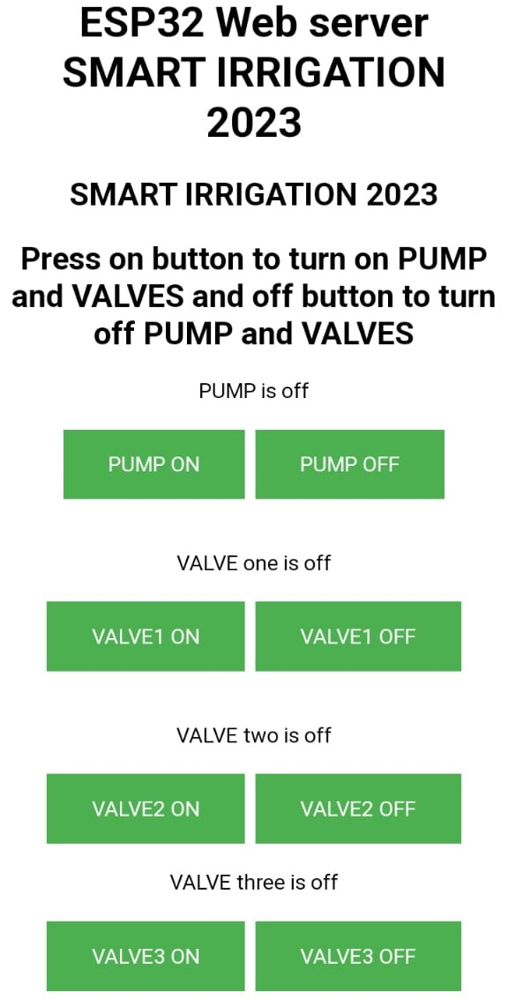 ESP32 Web server
SMART IRRIGATION
2023
SMART IRRIGATION 2023
Press on button to turn on PUMP
and VALVES and off button to turn
off PUMP and VALVES
PUMP is off
PUMP ON PUMP OFF
VALVE one is off
VALVE1 ON VALVE1 OFF
VALVE two is off
VALVE2 ON VALVE2 OFF
VALVE three is off
VALVE3 ON VALVE3 OFF